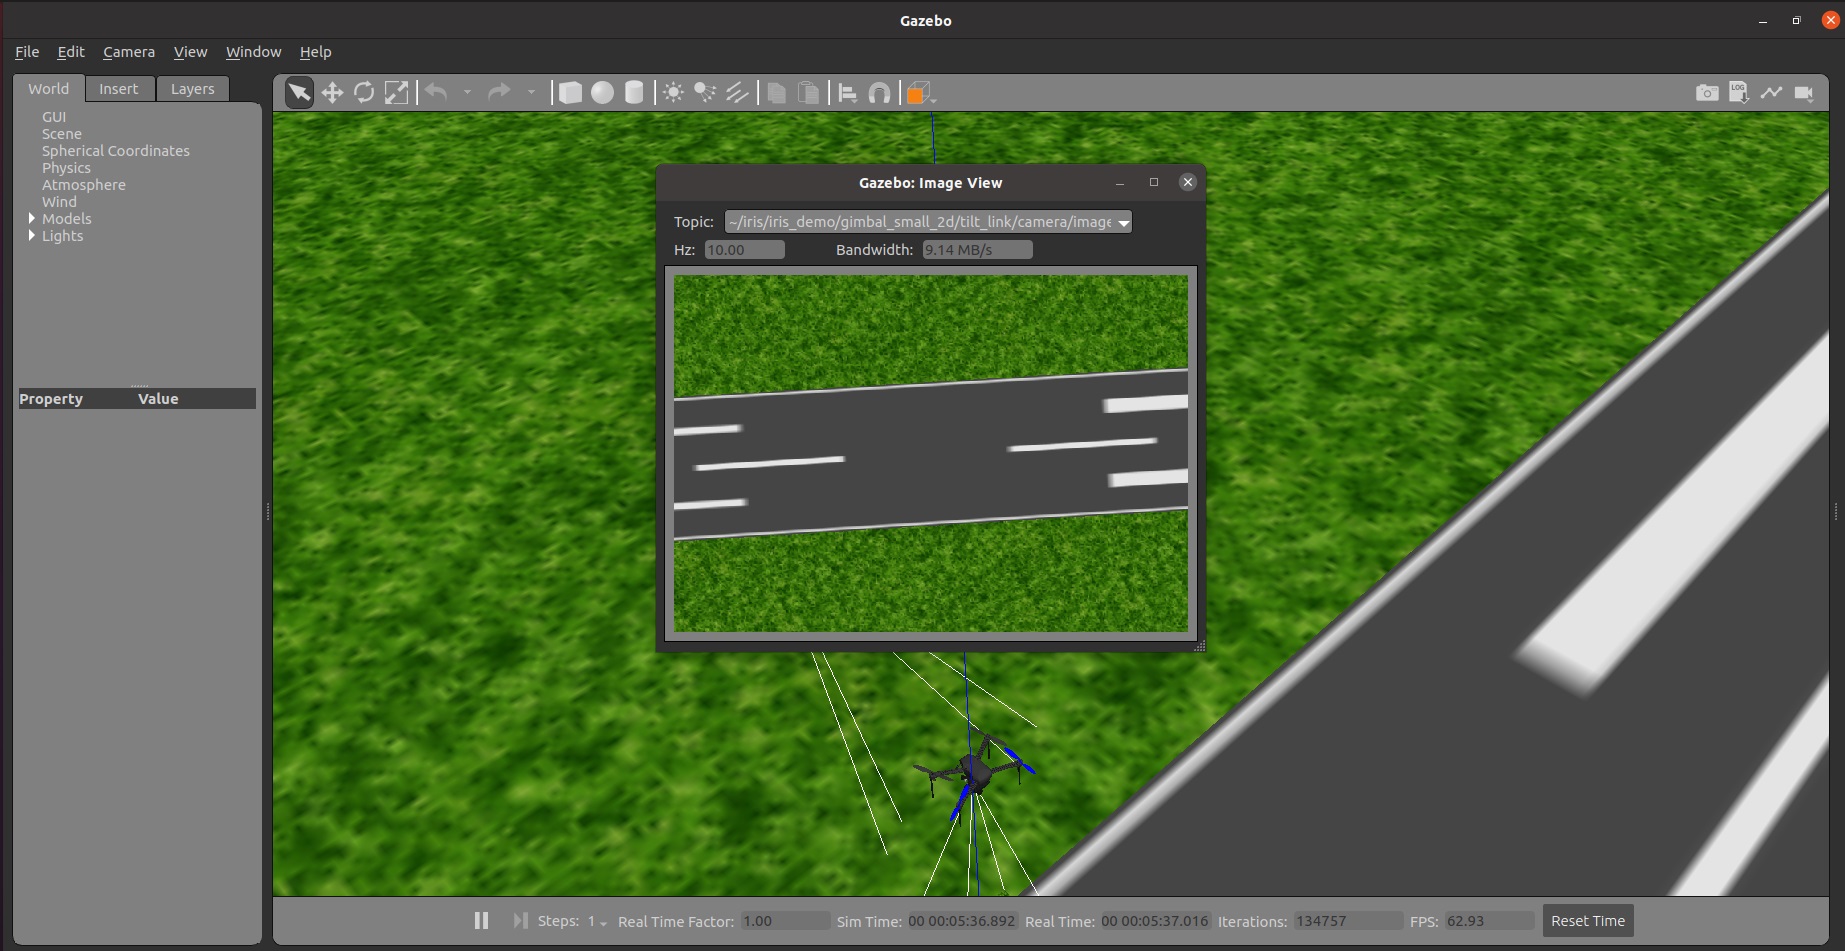 Gazebo
File Edit Camera View Window Help
World Insert Layers
GUI
Scene
Spherical Coordinates
Physics
Atmosphere
Wind
Models
Lights
Property Value
LOG
Gazebo: Image View
Topic: ~/iris/iris_demo/gimbal_small_2d/tilt_link/camera/image
Hz: 10.00 Bandwidth: 9.14 MB/s
Steps: 1 Real Time Factor: 1.00 Sim Time: 00 00:05:36.892 Real Time: 00 00:05:37.016 Iterations: 134757 FPS: 62.93 Reset Time